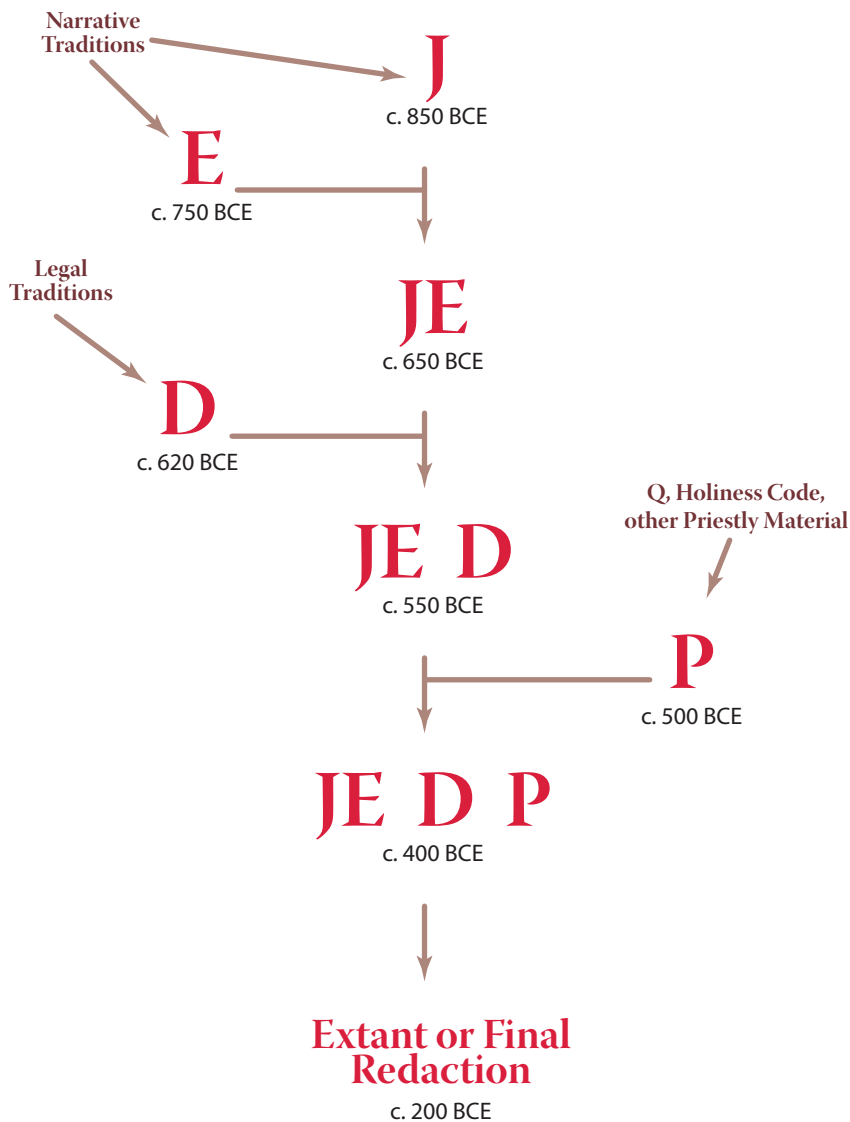 Narrative
Traditions
J
c. 850 BCE
E
c. 750 BCE
Legal
Traditions
JE
c. 650 BCE
D
c. 620 BCE
Q, Holiness Code,
other Priestly Material
JE D
c. 550 BCE
P
c. 500 BCE
JE D P
c. 400 BCE
Extant or Final
Redaction
c. 200 BCE